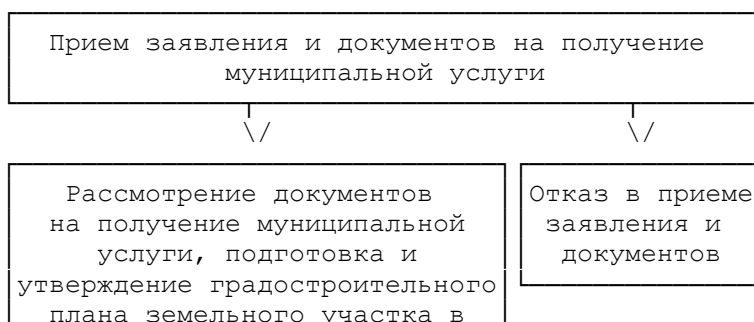 Прием заявления и документов на получение
муниципальной услуги
\/ \/
Рассмотрение документов
на получение муниципальной
услуги, подготовка и
утверждение градостроительного
плана земельного участка в
Отказ в приеме
заявления и
документов